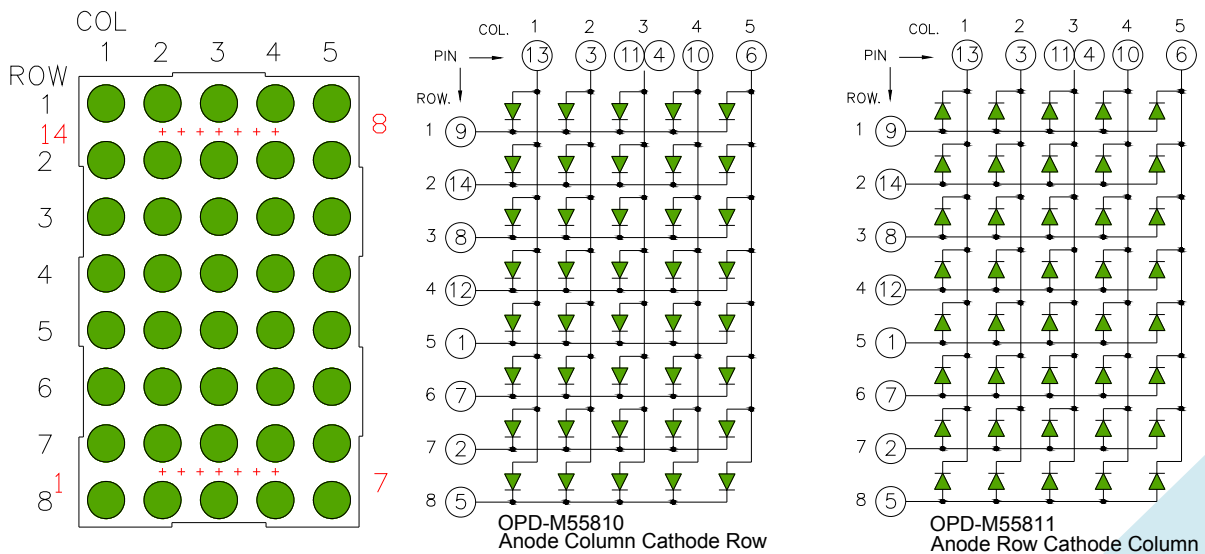 COL
1 2 3 4 5
ROW
1
14 8
2
3
4
5
6
7
1 7
8
COL. 1 2 3 4 5
PIN 13 3 11 4 10 6
ROW.
1 9
2 14
3 8
4 12
5 1
6 7
7 2
8 5
OPD-M55810
Anode Column Cathode Row
COL. 1 2 3 4 5
PIN 13 3 11 4 10 6
ROW.
1 9
2 14
3 8
4 12
5 1
6 7
7 2
8 5
OPD-M55811
Anode Row Cathode Column